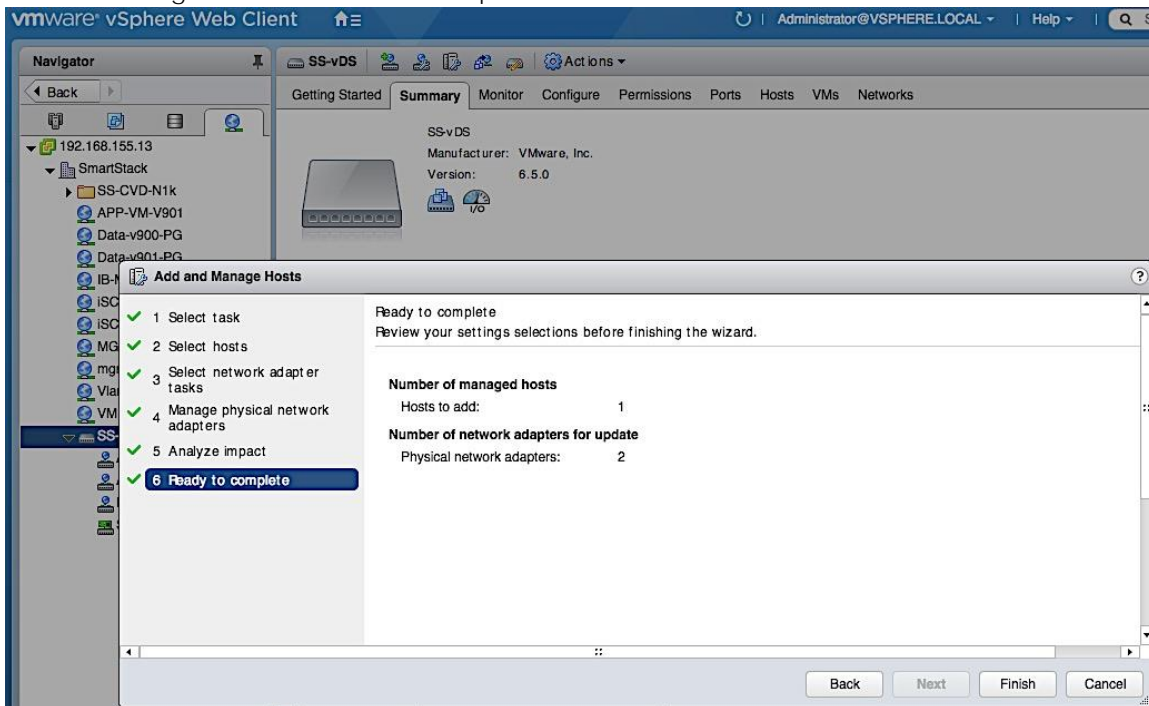 vmware® vSphere Web Client
Administrator@VSPHERE.LOCAL
Help
Navigator
SS-vDS
Actions
Back
Getting Started
Summary
Monitor
Configure
Permissions
Ports
Hosts
VMs
Networks
192.168.155.13
SmartStack
SS-CVD-N1k
APP-VM-V901
Data-v900-PG
Data-v901-PG
SS-vDS
Manufacturer: VMware, Inc.
Version: 6.5.0
I/O
Add and Manage Hosts
?
1 Select task
2 Select hosts
3 Select network adapter
tasks
4 Manage physical network
adapters
5 Analyze impact
6 Ready to complete
Ready to complete
Review your settings selections before finishing the wizard.
Number of managed hosts
Hosts to add: 1
Number of network adapters for update
Physical network adapters: 2
Back
Next
Finish
Cancel